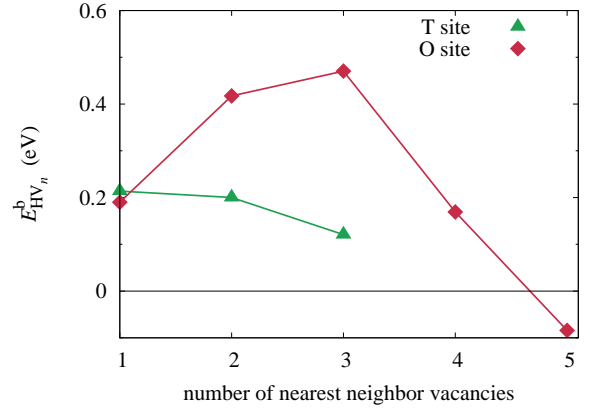 0.6
T site
O site
0.4
0.2
0
E^b_HV_n (eV)
1 2 3 4 5
number of nearest neighbor vacancies